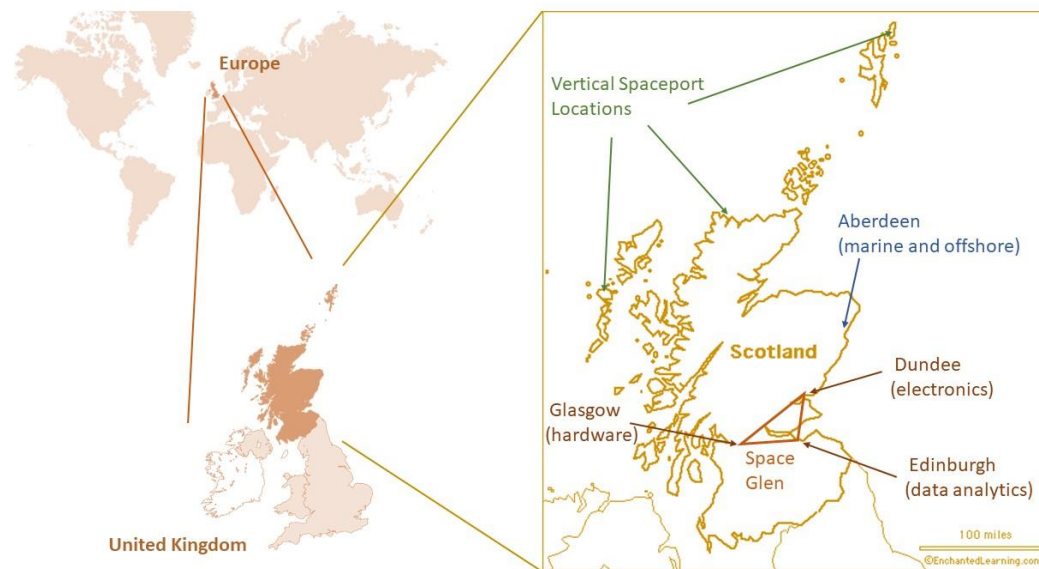 Europe
United Kingdom
Vertical Spaceport
Locations
Aberdeen
(marine and offshore)
Scotland
Dundee
(electronics)
Glasgow
(hardware)
Space
Glen
Edinburgh
(data analytics)
100 miles
©EnchantedLearning.com